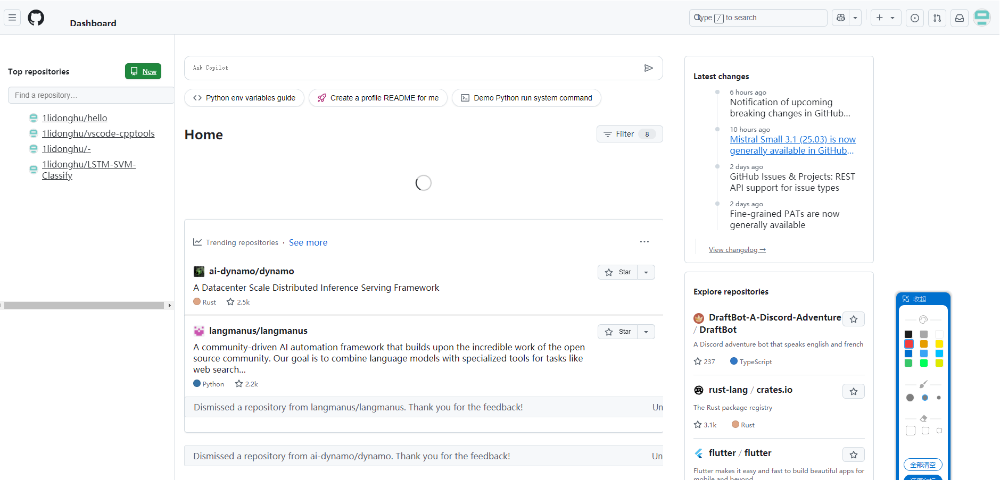 Dashboard
Type / to search
Top repositories
New
Find a repository…
1lidonghu/hello
1lidonghu/vscode-cpptools
1lidonghu/-
1lidonghu/LSTM-SVM-
Classify
Ask Copilot
Python env variables guide
Create a profile README for me
Demo Python run system command
Home
Filter 8
Trending repositories · See more
ai-dynamo/dynamo
Star
A Datacenter Scale Distributed Inference Serving Framework
Rust 2.5k
langmanus/langmanus
Star
A community-driven AI automation framework that builds upon the incredible work of the open
source community. Our goal is to combine language models with specialized tools for tasks like
web search...
Python 2.2k
Dismissed a repository from langmanus/langmanus. Thank you for the feedback! Un
Dismissed a repository from ai-dynamo/dynamo. Thank you for the feedback! Un
Latest changes
6 hours ago
Notification of upcoming
breaking changes in GitHub…
10 hours ago
Mistral Small 3.1 (25.03) is now
generally available in GitHub…
2 days ago
GitHub Issues & Projects: REST
API support for issue types
2 days ago
Fine-grained PATs are now
generally available
View changelog →
Explore repositories
DraftBot-A-Discord-Adventure
/ DraftBot
A Discord adventure bot that speaks english and french
237 TypeScript
rust-lang / crates.io
The Rust package registry
3.1k Rust
flutter / flutter
Flutter makes it easy and fast to build beautiful apps for
mobile and beyond
收起
全部清空